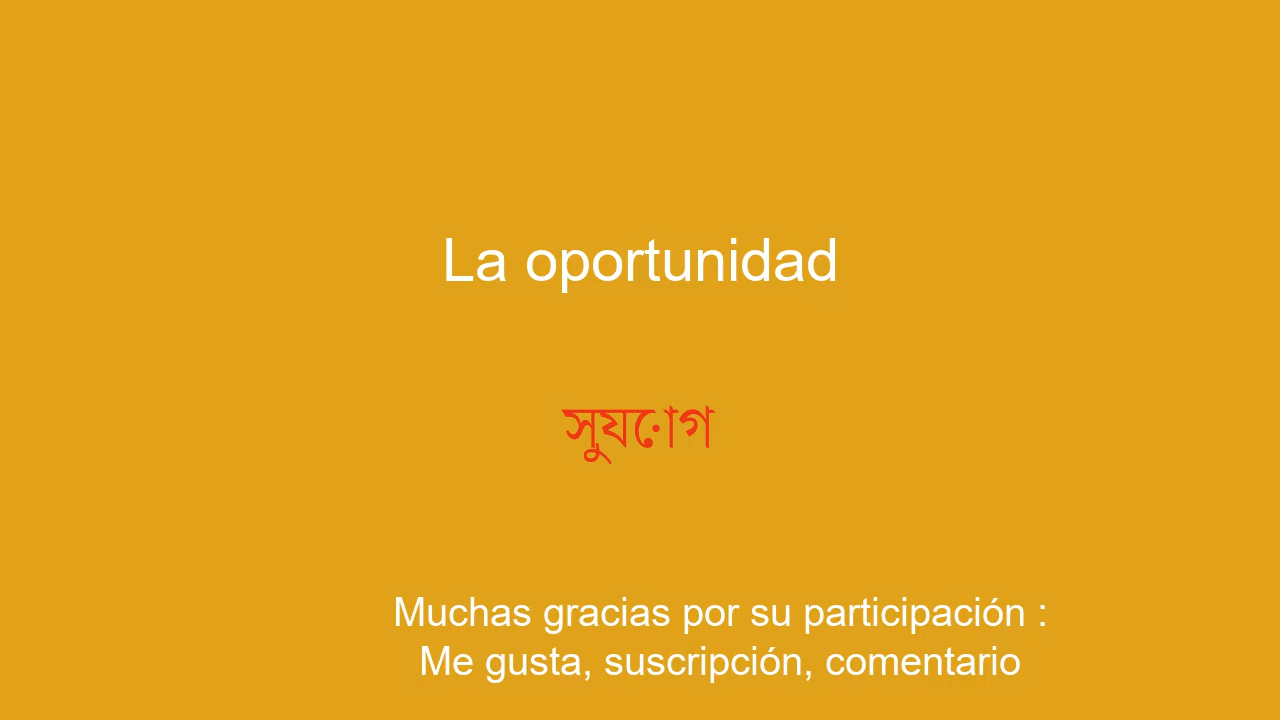 La oportunidad
সুযোগ
Muchas gracias por su participación :
Me gusta, suscripción, comentario